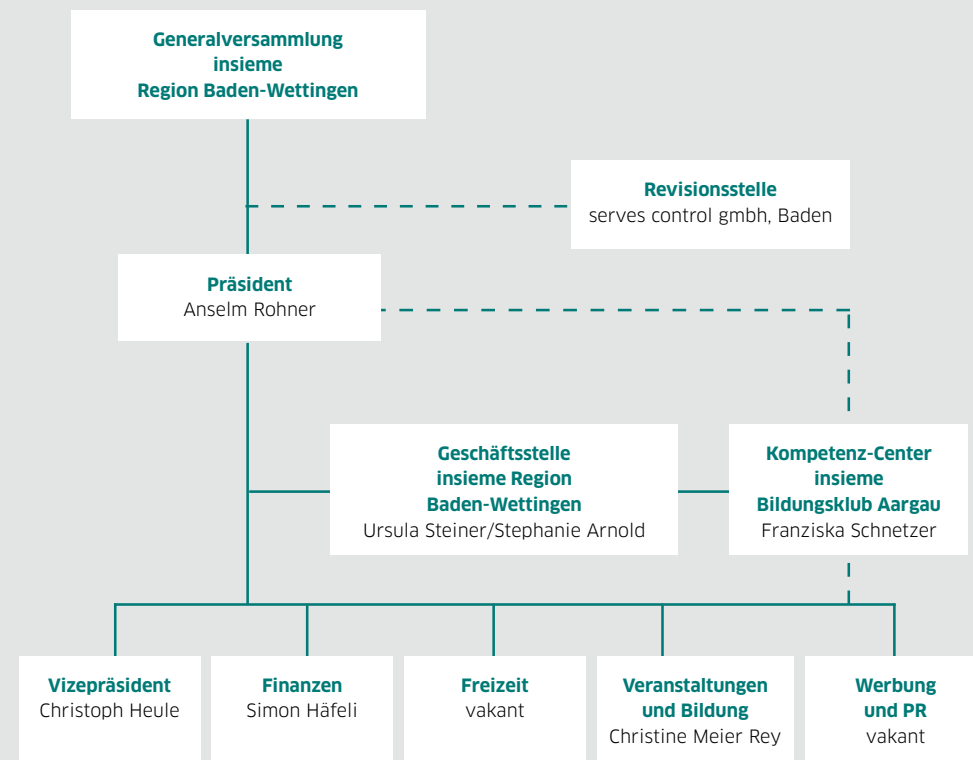 Generalversammlung
insieme
Region Baden-Wettingen
Revisionsstelle
serves control gmbh, Baden
Präsident
Anselm Rohner
Geschäftsstelle
insieme Region
Baden-Wettingen
Ursula Steiner/Stephanie Arnold
Kompetenz-Center
insieme
Bildungsklub Aargau
Franziska Schnetzer
Vizepräsident
Christoph Heule
Finanzen
Simon Häfeli
Freizeit
vakant
Veranstaltungen
und Bildung
Christine Meier Rey
Werbung
und PR
vakant